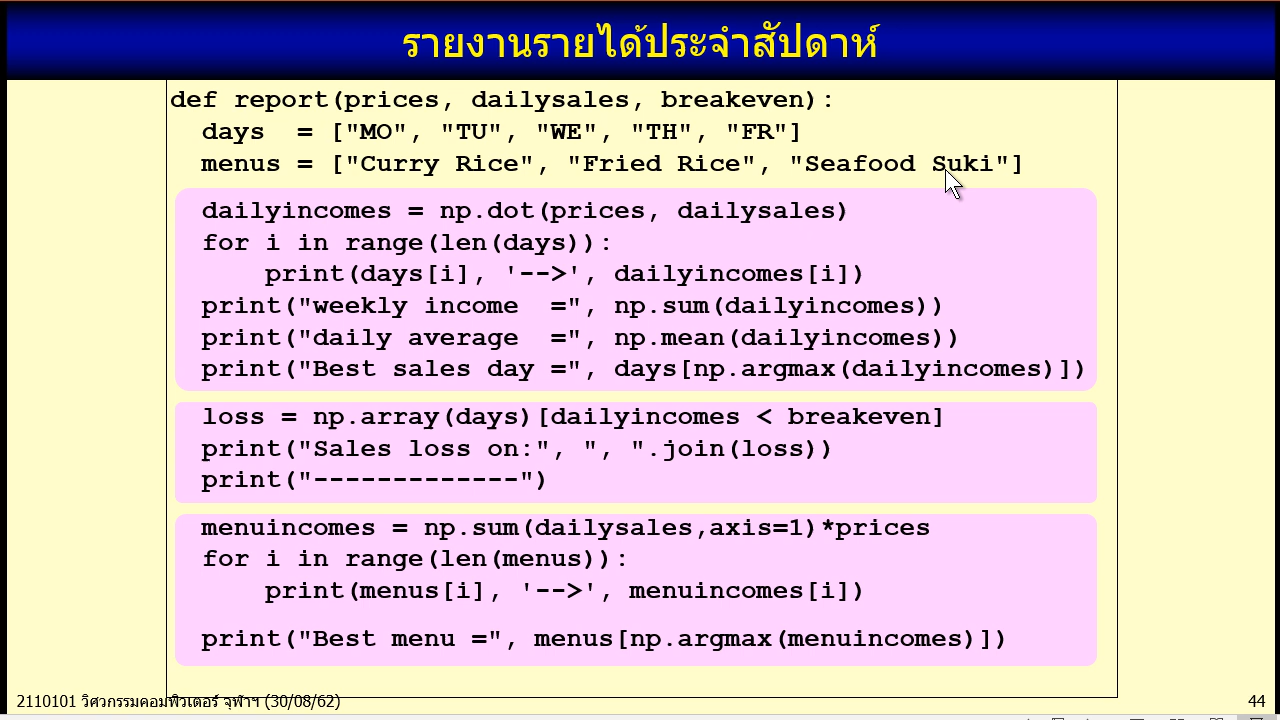 รายงานรายได้ประจำสัปดาห์
def report(prices, dailysales, breakeven):
  days  = ["MO", "TU", "WE", "TH", "FR"]
  menus = ["Curry Rice", "Fried Rice", "Seafood Suki"]
  dailyincomes = np.dot(prices, dailysales)
  for i in range(len(days)):
      print(days[i], '-->', dailyincomes[i])
  print("weekly income  =", np.sum(dailyincomes))
  print("daily average  =", np.mean(dailyincomes))
  print("Best sales day =", days[np.argmax(dailyincomes)])
  loss = np.array(days)[dailyincomes < breakeven]
  print("Sales loss on:", ", ".join(loss))
  print("-------------")
  menuincomes = np.sum(dailysales,axis=1)*prices
  for i in range(len(menus)):
      print(menus[i], '-->', menuincomes[i])
  print("Best menu =", menus[np.argmax(menuincomes)])
2110101 วิศวกรรมคอมพิวเตอร์ จุฬาฯ (30/08/62)
44